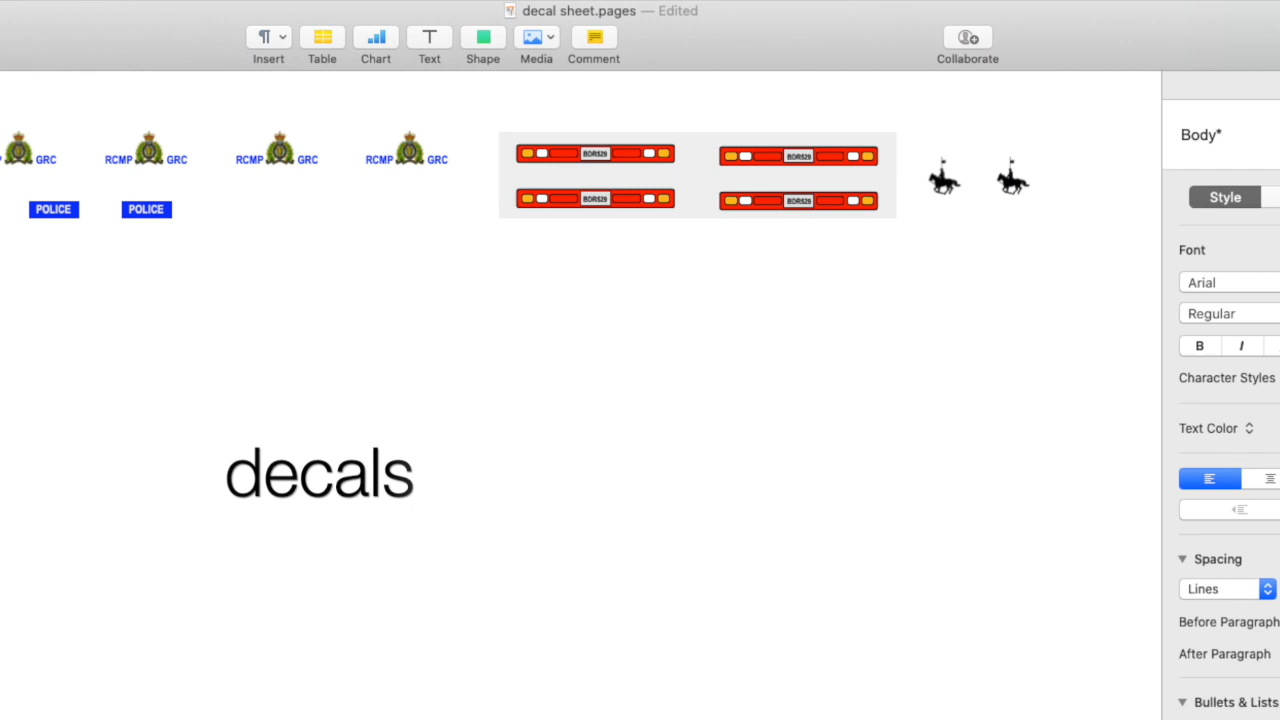 decal sheet.pages — Edited
Insert Table Chart Text Shape Media Comment Collaborate
GRC RCMP GRC RCMP GRC RCMP GRC
BDR529 BDR529
BDR529 BDR529
POLICE POLICE
decals
Body*
Style
Font
Arial
Regular
B I
Character Styles
Text Color
Spacing
Lines
Before Paragraph
After Paragraph
Bullets & Lists